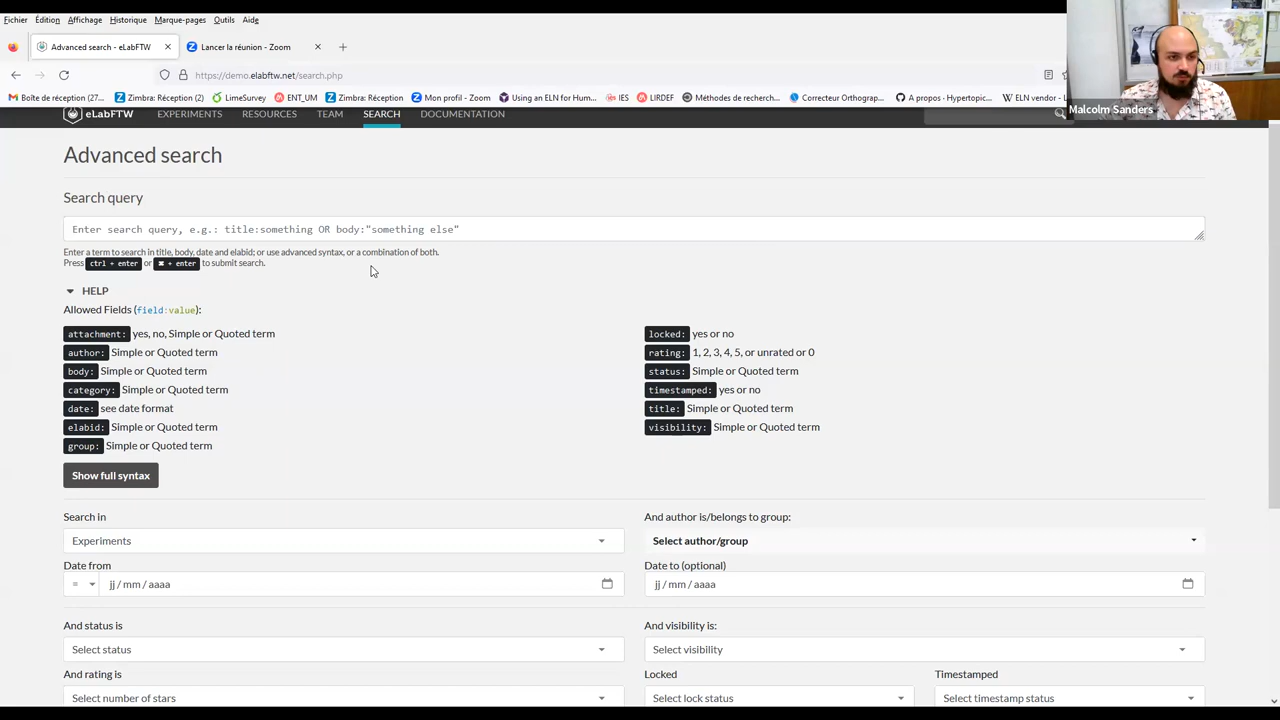 Fichier Édition Affichage Historique Marque-pages Outils Aide
Advanced search - eLabFTW Lancer la réunion - Zoom
https://demo.elabftw.net/search.php
Boîte de réception (27... Zimbra: Réception (2) LimeSurvey ENT_UM Zimbra: Réception (2) Mon profil - Zoom Using an ELN for Hum... IES LIRDEF Méthodes de recherch... Correcteur Orthograp... A propos - Hypertopic... ELN vendor - L
Malcolm Sanders
eLabFTW EXPERIMENTS RESOURCES TEAM SEARCH DOCUMENTATION
Advanced search
Search query
Enter search query, e.g.: title:something OR body:"something else"
Enter a term to search in title, body, date and elabid; or use advanced syntax, or a combination of both.
Press ctrl + enter or ⌘ + enter to submit search.
HELP
Allowed Fields (field:value):
attachment: yes, no, Simple or Quoted term
author: Simple or Quoted term
body: Simple or Quoted term
category: Simple or Quoted term
date: see date format
elabid: Simple or Quoted term
group: Simple or Quoted term
locked: yes or no
rating: 1, 2, 3, 4, 5, or unrated or 0
status: Simple or Quoted term
timestamped: yes or no
title: Simple or Quoted term
visibility: Simple or Quoted term
Show full syntax
Search in
Experiments
And author is/belongs to group:
Select author/group
Date from
= jj/mm/aaaa
Date to (optional)
jj/mm/aaaa
And status is
Select status
And visibility is:
Select visibility
And rating is
Select number of stars
Locked
Select lock status
Timestamped
Select timestamp status